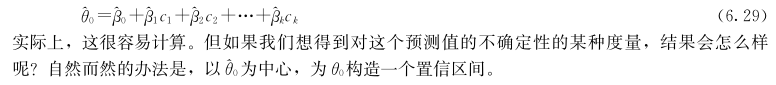 θ̂₀=β̂₀+β̂₁c₁+β̂₂c₂+⋯+β̂ₖcₖ (6.29)
实际上，这很容易计算。但如果我们想得到对这个预测值的不确定性的某种度量，结果会怎么样
呢？自然而然的办法是，以θ̂₀为中心，为θ₀构造一个置信区间。